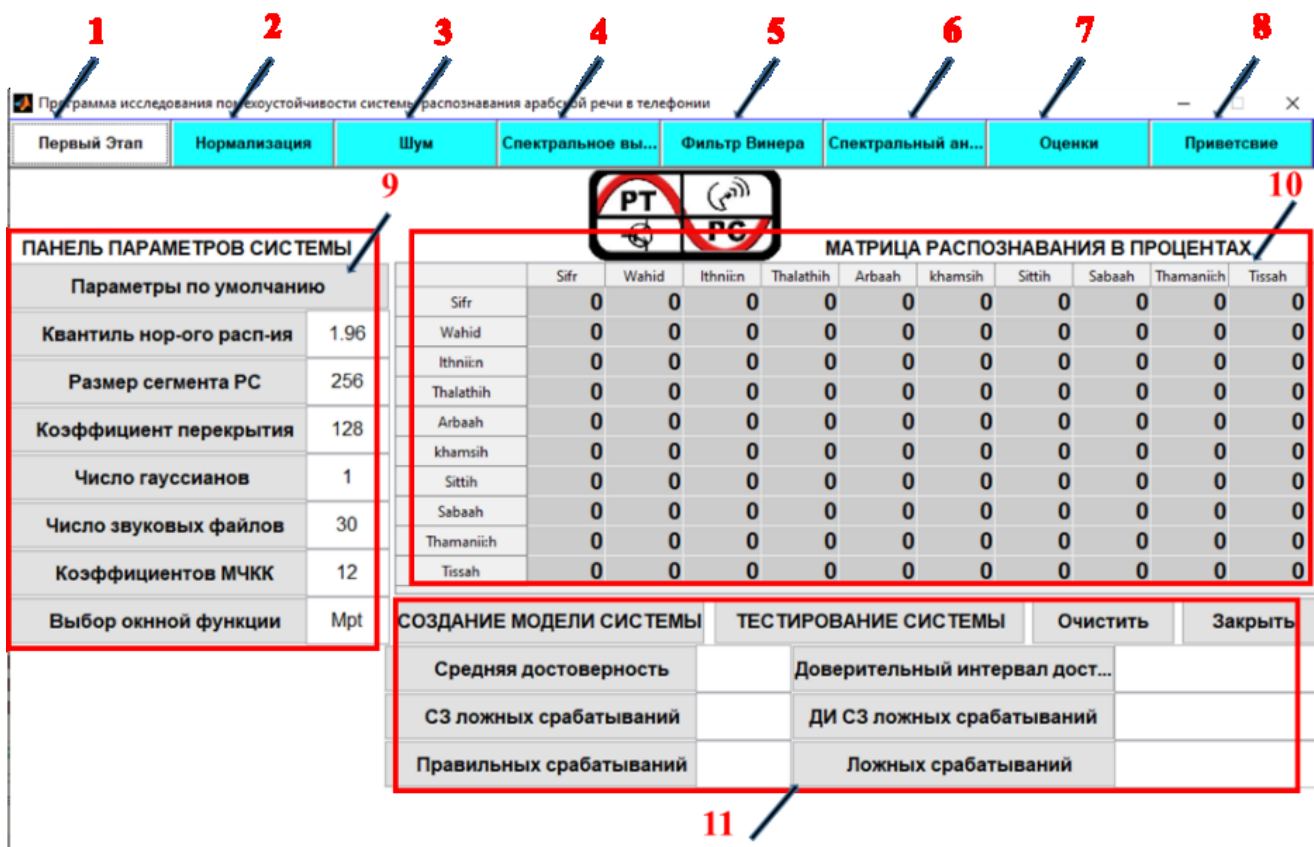 1 2 3 4 5 6 7 8
Программа исследования помехоустойчивости системы распознавания арабской речи в телефонии
Первый Этап Нормализация Шум Спектральное вы... Фильтр Винера Спектральный ан... Оценки Приветсвие
9 10
РТ
РС
ПАНЕЛЬ ПАРАМЕТРОВ СИСТЕМЫ
Параметры по умолчанию
Квантиль нор-ого расп-ия 1.96
Размер сегмента РС 256
Коэффициент перекрытия 128
Число гауссианов 1
Число звуковых файлов 30
Коэффициентов МЧКК 12
Выбор окнной функции Mpt
МАТРИЦА РАСПОЗНАВАНИЯ В ПРОЦЕНТАХ
Sifr Wahid Ithnii:n Thalathih Arbaah khamsih Sittih Sabaah Thamanii:h Tissah
Sifr 0 0 0 0 0 0 0 0 0 0
Wahid 0 0 0 0 0 0 0 0 0 0
Ithnii:n 0 0 0 0 0 0 0 0 0 0
Thalathih 0 0 0 0 0 0 0 0 0 0
Arbaah 0 0 0 0 0 0 0 0 0 0
khamsih 0 0 0 0 0 0 0 0 0 0
Sittih 0 0 0 0 0 0 0 0 0 0
Sabaah 0 0 0 0 0 0 0 0 0 0
Thamanii:h 0 0 0 0 0 0 0 0 0 0
Tissah 0 0 0 0 0 0 0 0 0 0
СОЗДАНИЕ МОДЕЛИ СИСТЕМЫ ТЕСТИРОВАНИЕ СИСТЕМЫ Очистить Закрыть
Средняя достоверность Доверительный интервал дост...
СЗ ложных срабатываний ДИ СЗ ложных срабатываний
Правильных срабатываний Ложных срабатываний
11